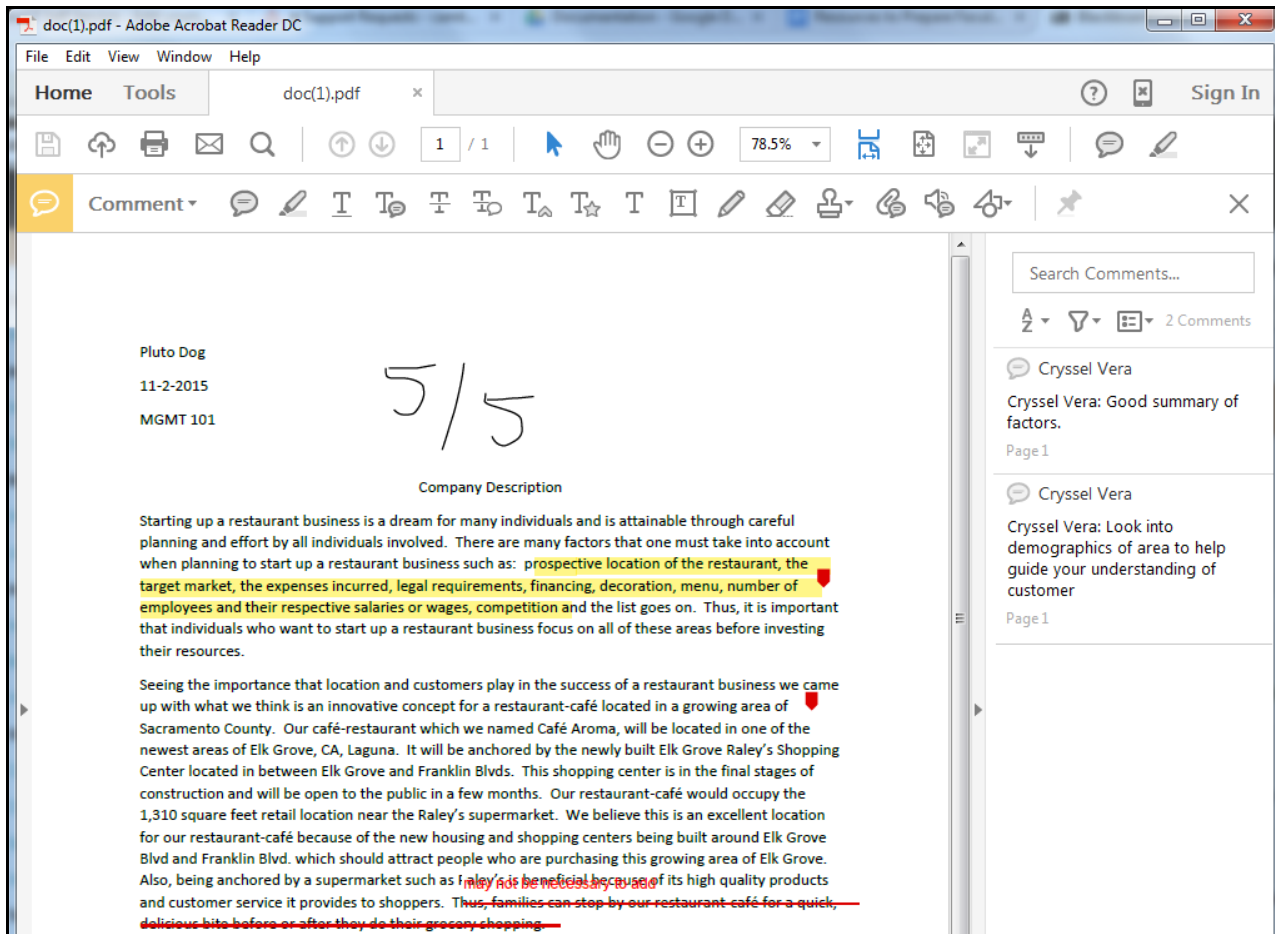 doc(1).pdf - Adobe Acrobat Reader DC
File Edit View Window Help
Home Tools doc(1).pdf × ? Sign In
1 / 1 78.5%
Comment
Search Comments...
2 Comments
Cryssel Vera
Cryssel Vera: Good summary of
factors.
Page 1
Cryssel Vera
Cryssel Vera: Look into
demographics of area to help
guide your understanding of
customer
Page 1
Pluto Dog
11-2-2015
MGMT 101
5/5
Company Description
Starting up a restaurant business is a dream for many individuals and is attainable through careful
planning and effort by all individuals involved. There are many factors that one must take into account
when planning to start up a restaurant business such as: prospective location of the restaurant, the
target market, the expenses incurred, legal requirements, financing, decoration, menu, number of
employees and their respective salaries or wages, competition and the list goes on. Thus, it is important
that individuals who want to start up a restaurant business focus on all of these areas before investing
their resources.
Seeing the importance that location and customers play in the success of a restaurant business we came
up with what we think is an innovative concept for a restaurant-café located in a growing area of
Sacramento County. Our café-restaurant which we named Café Aroma, will be located in one of the
newest areas of Elk Grove, CA, Laguna. It will be anchored by the newly built Elk Grove Raley's Shopping
Center located in between Elk Grove and Franklin Blvds. This shopping center is in the final stages of
construction and will be open to the public in a few months. Our restaurant-café would occupy the
1,310 square feet retail location near the Raley's supermarket. We believe this is an excellent location
for our restaurant-café because of the new housing and shopping centers being built around Elk Grove
Blvd and Franklin Blvd. which should attract people who are purchasing this growing area of Elk Grove.
Also, being anchored by a supermarket such as Raley's is beneficial because of its high quality products
may not be necessary to add
and customer service it provides to shoppers. Thus, families can stop by our restaurant-café for a quick,
delicious bite before or after they do their grocery shopping.